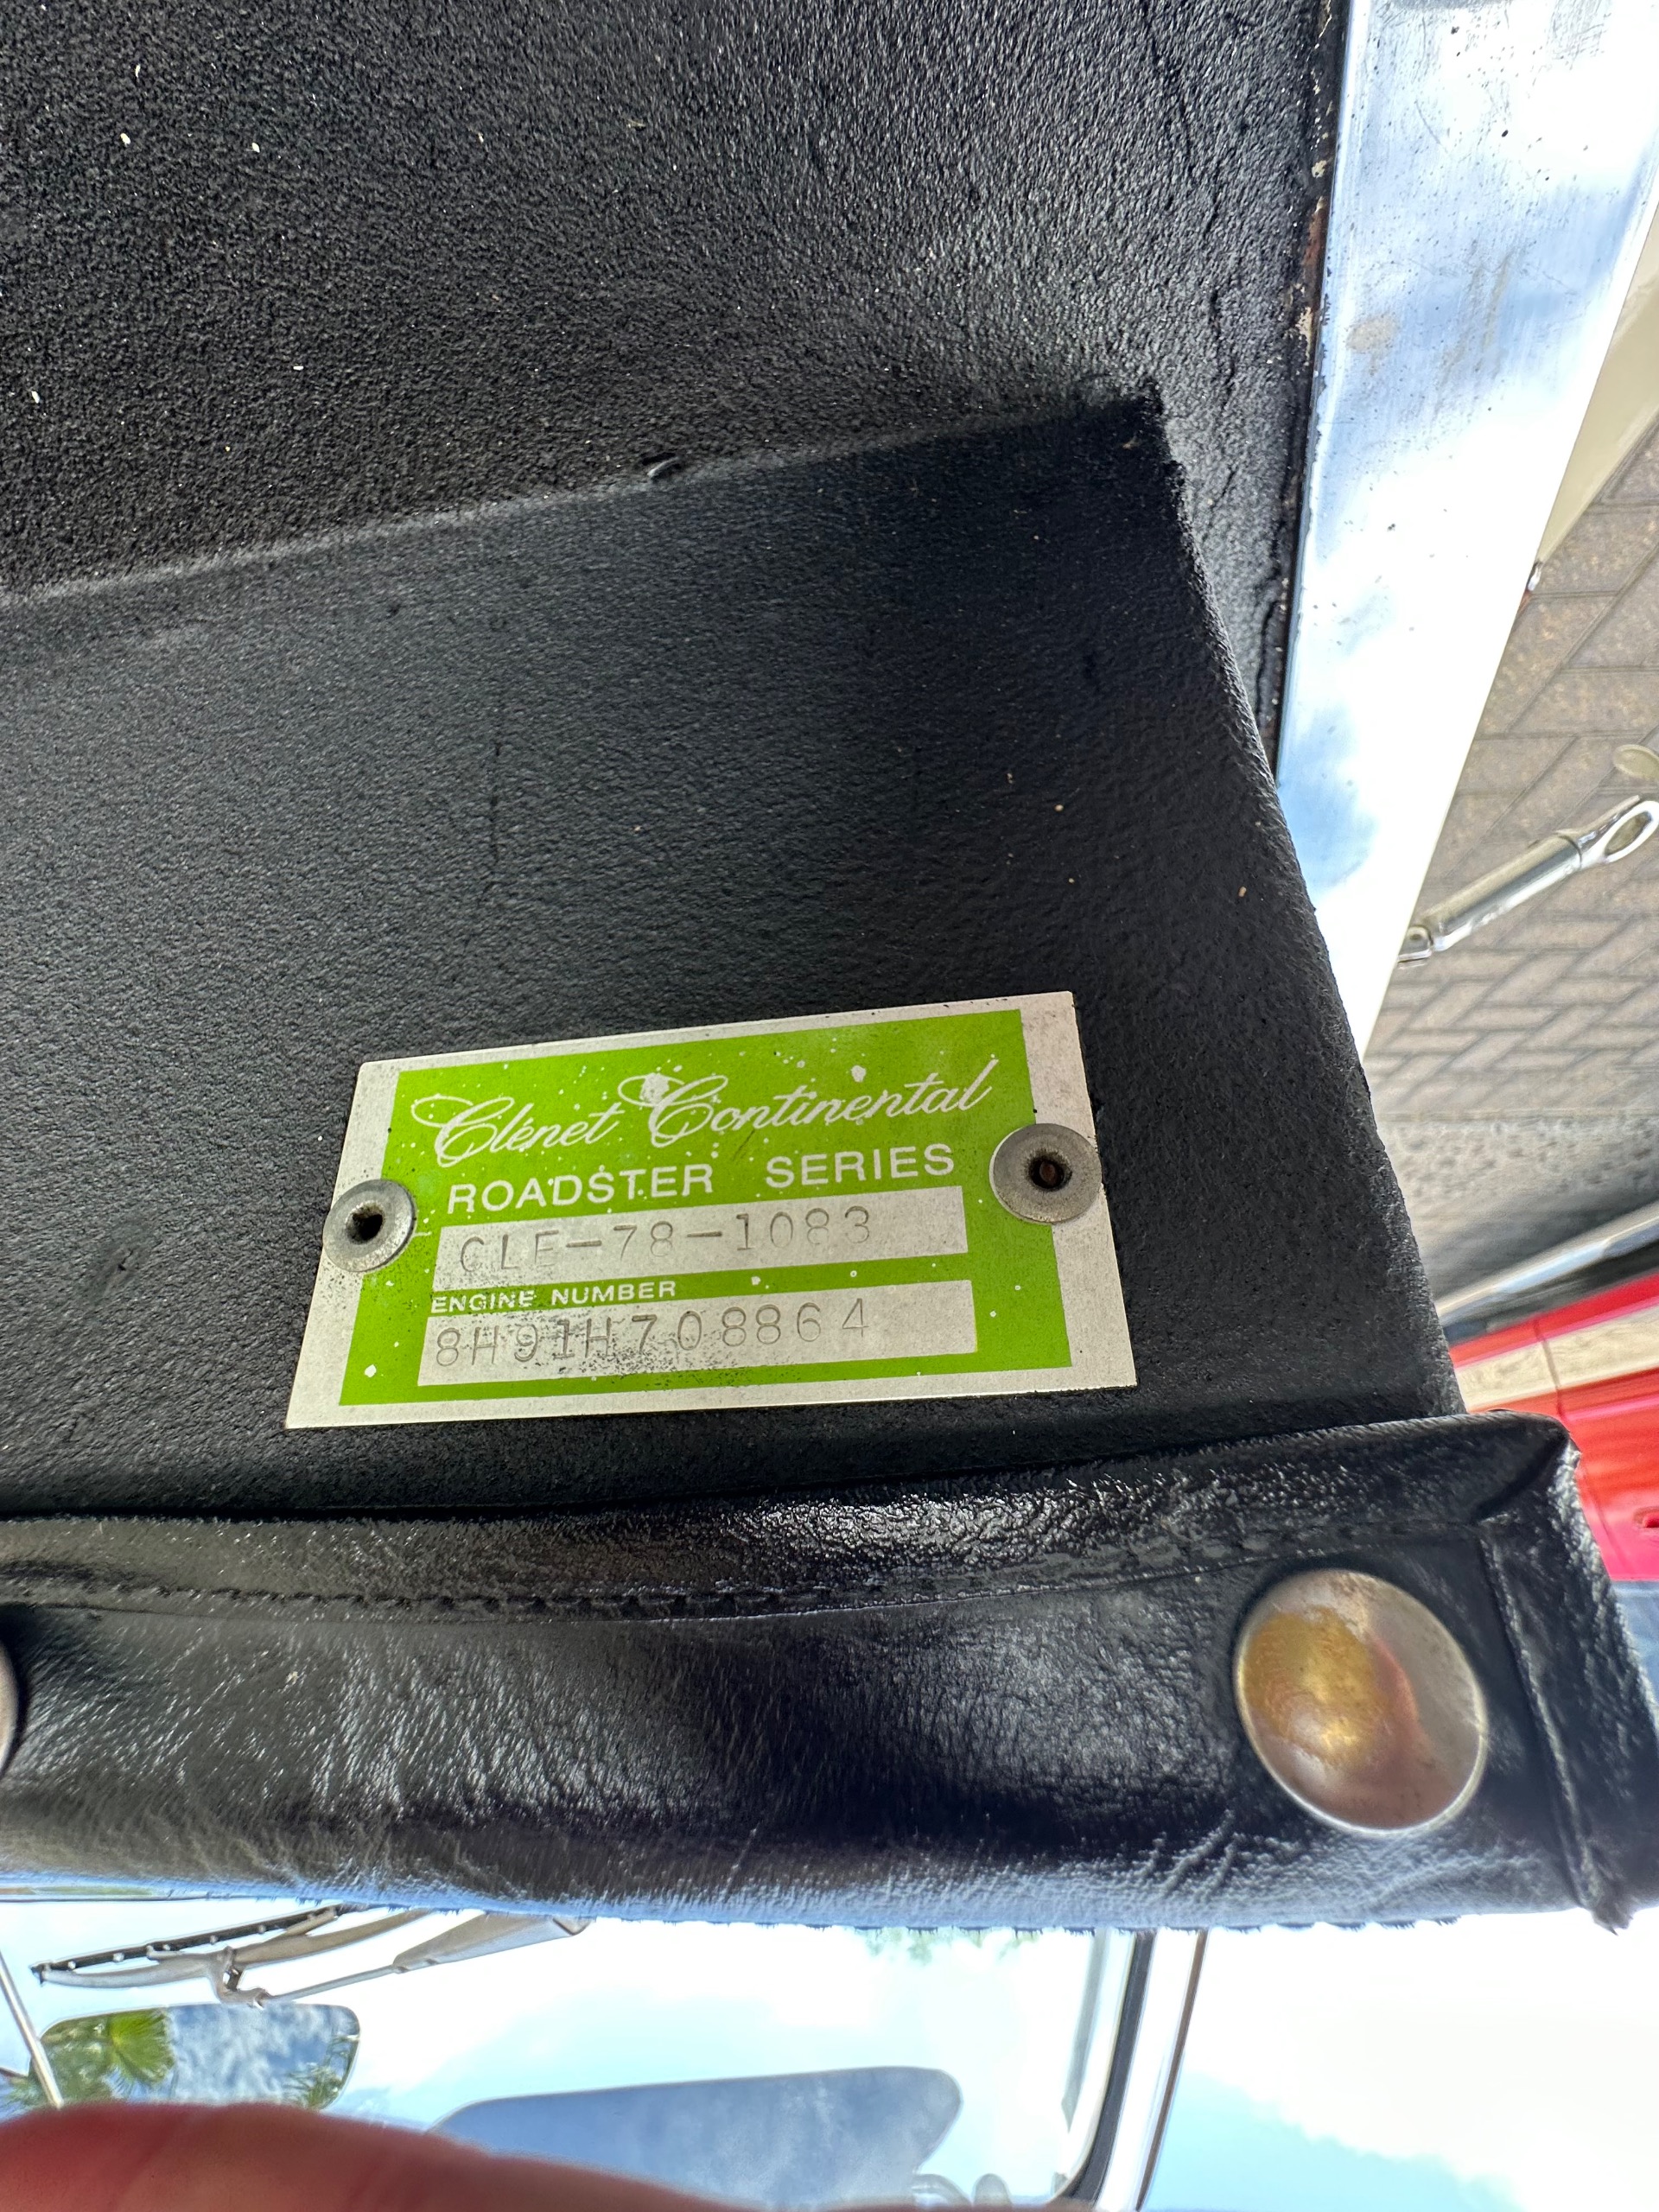 Clénet Continental
ROADSTER SERIES
CLE-78-1083
ENGINE NUMBER
8H91H708864